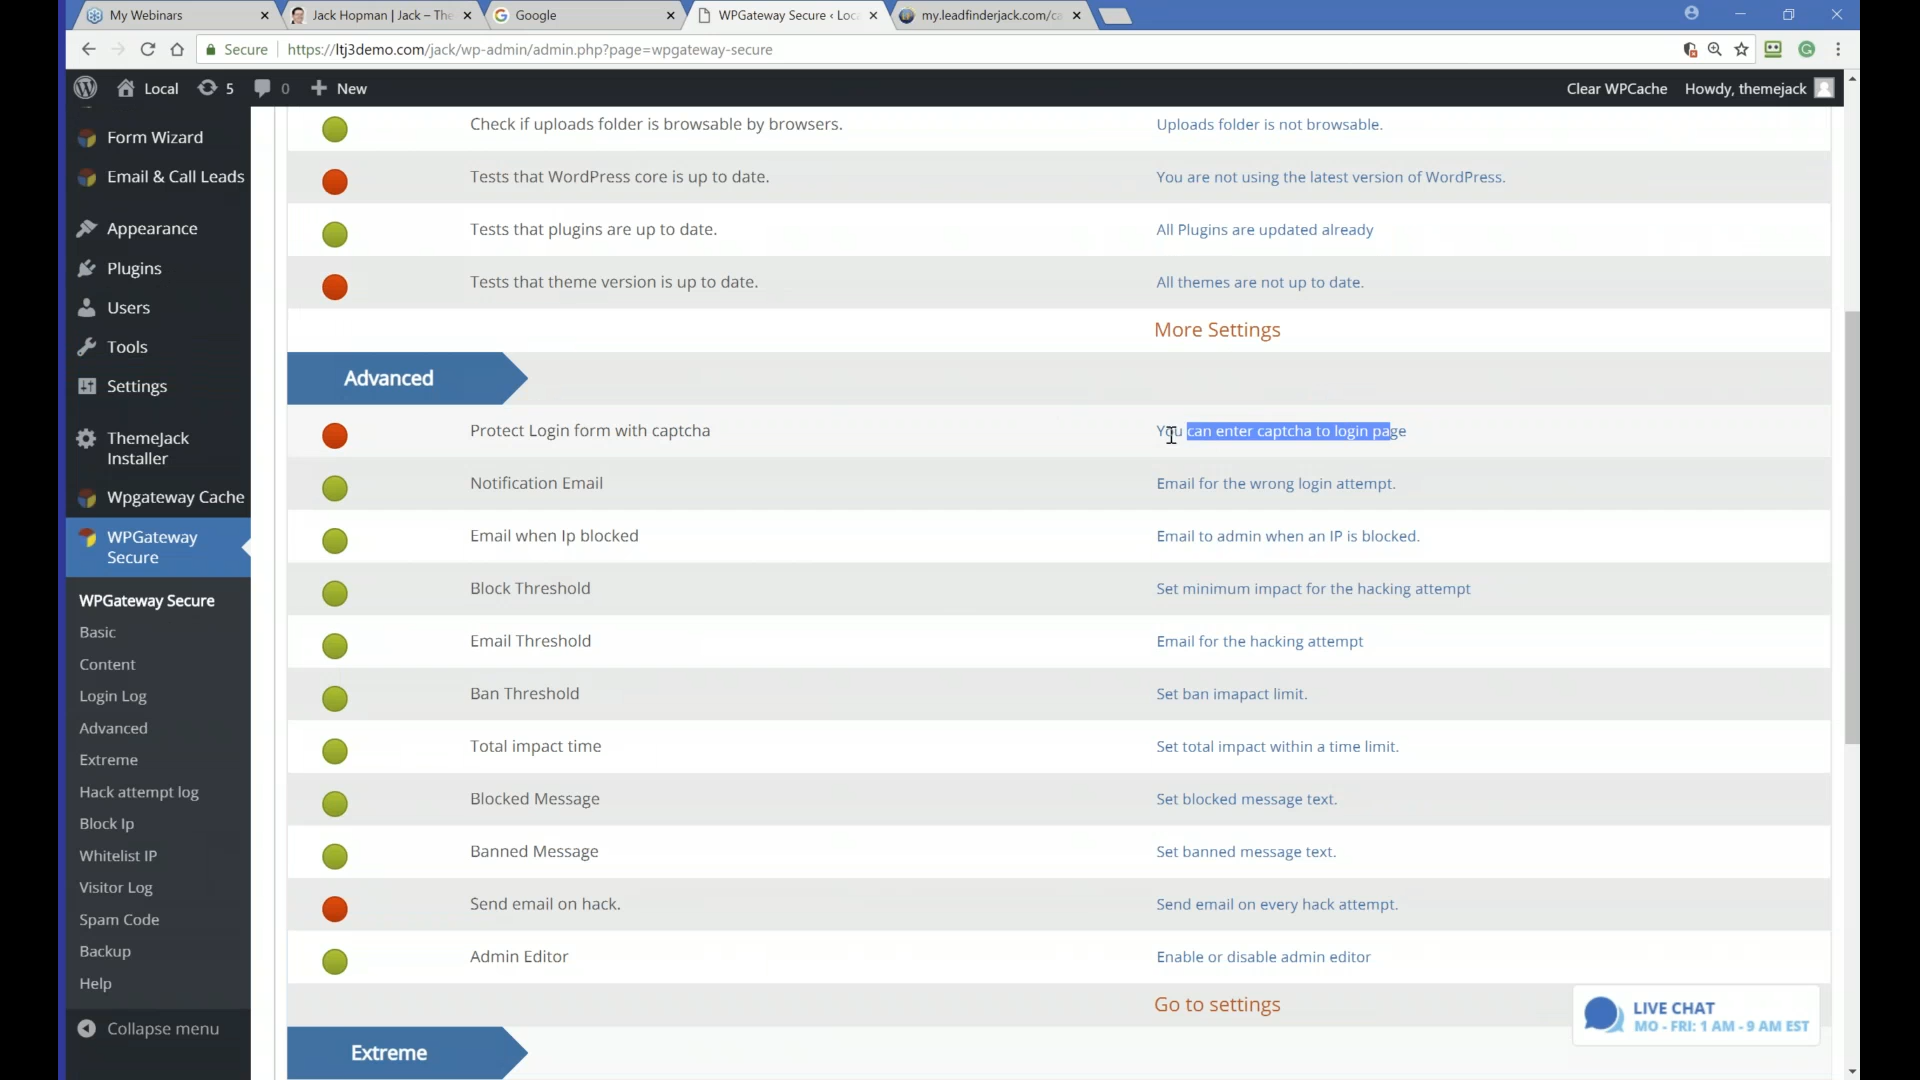 My Webinars
Jack Hopman | Jack – The
Google
WPGateway Secure ‹ Loc
my.leadfinderjack.com/ca
Secure
https://ltj3demo.com/jack/wp-admin/admin.php?page=wpgateway-secure
Local
5
0
New
Clear WPCache
Howdy, themejack
Form Wizard
Email & Call Leads
Appearance
Plugins
Users
Tools
Settings
ThemeJack
Installer
Wpgateway Cache
WPGateway
Secure
WPGateway Secure
Basic
Content
Login Log
Advanced
Extreme
Hack attempt log
Block Ip
Whitelist IP
Visitor Log
Spam Code
Backup
Help
Collapse menu
Check if uploads folder is browsable by browsers.
Uploads folder is not browsable.
Tests that WordPress core is up to date.
You are not using the latest version of WordPress.
Tests that plugins are up to date.
All Plugins are updated already
Tests that theme version is up to date.
All themes are not up to date.
More Settings
Advanced
Protect Login form with captcha
You can enter captcha to login page
Notification Email
Email for the wrong login attempt.
Email when Ip blocked
Email to admin when an IP is blocked.
Block Threshold
Set minimum impact for the hacking attempt
Email Threshold
Email for the hacking attempt
Ban Threshold
Set ban imapact limit.
Total impact time
Set total impact within a time limit.
Blocked Message
Set blocked message text.
Banned Message
Set banned message text.
Send email on hack.
Send email on every hack attempt.
Admin Editor
Enable or disable admin editor
Go to settings
Extreme
LIVE CHAT
MO - FRI: 1 AM - 9 AM EST